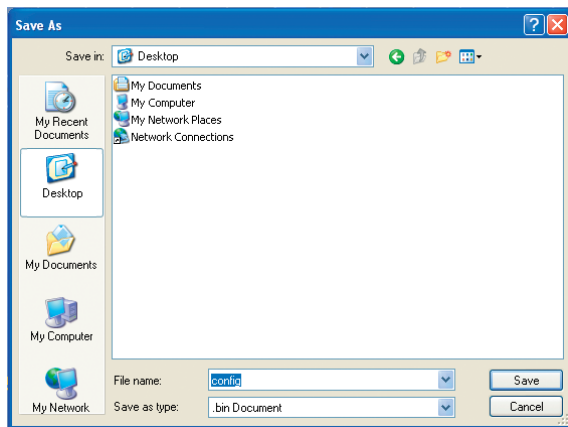 Save As
Save in:
Desktop
My Recent
Documents
Desktop
My Documents
My Computer
My Network
My Documents
My Computer
My Network Places
Network Connections
File name:
config
Save
Save as type:
.bin Document
Cancel